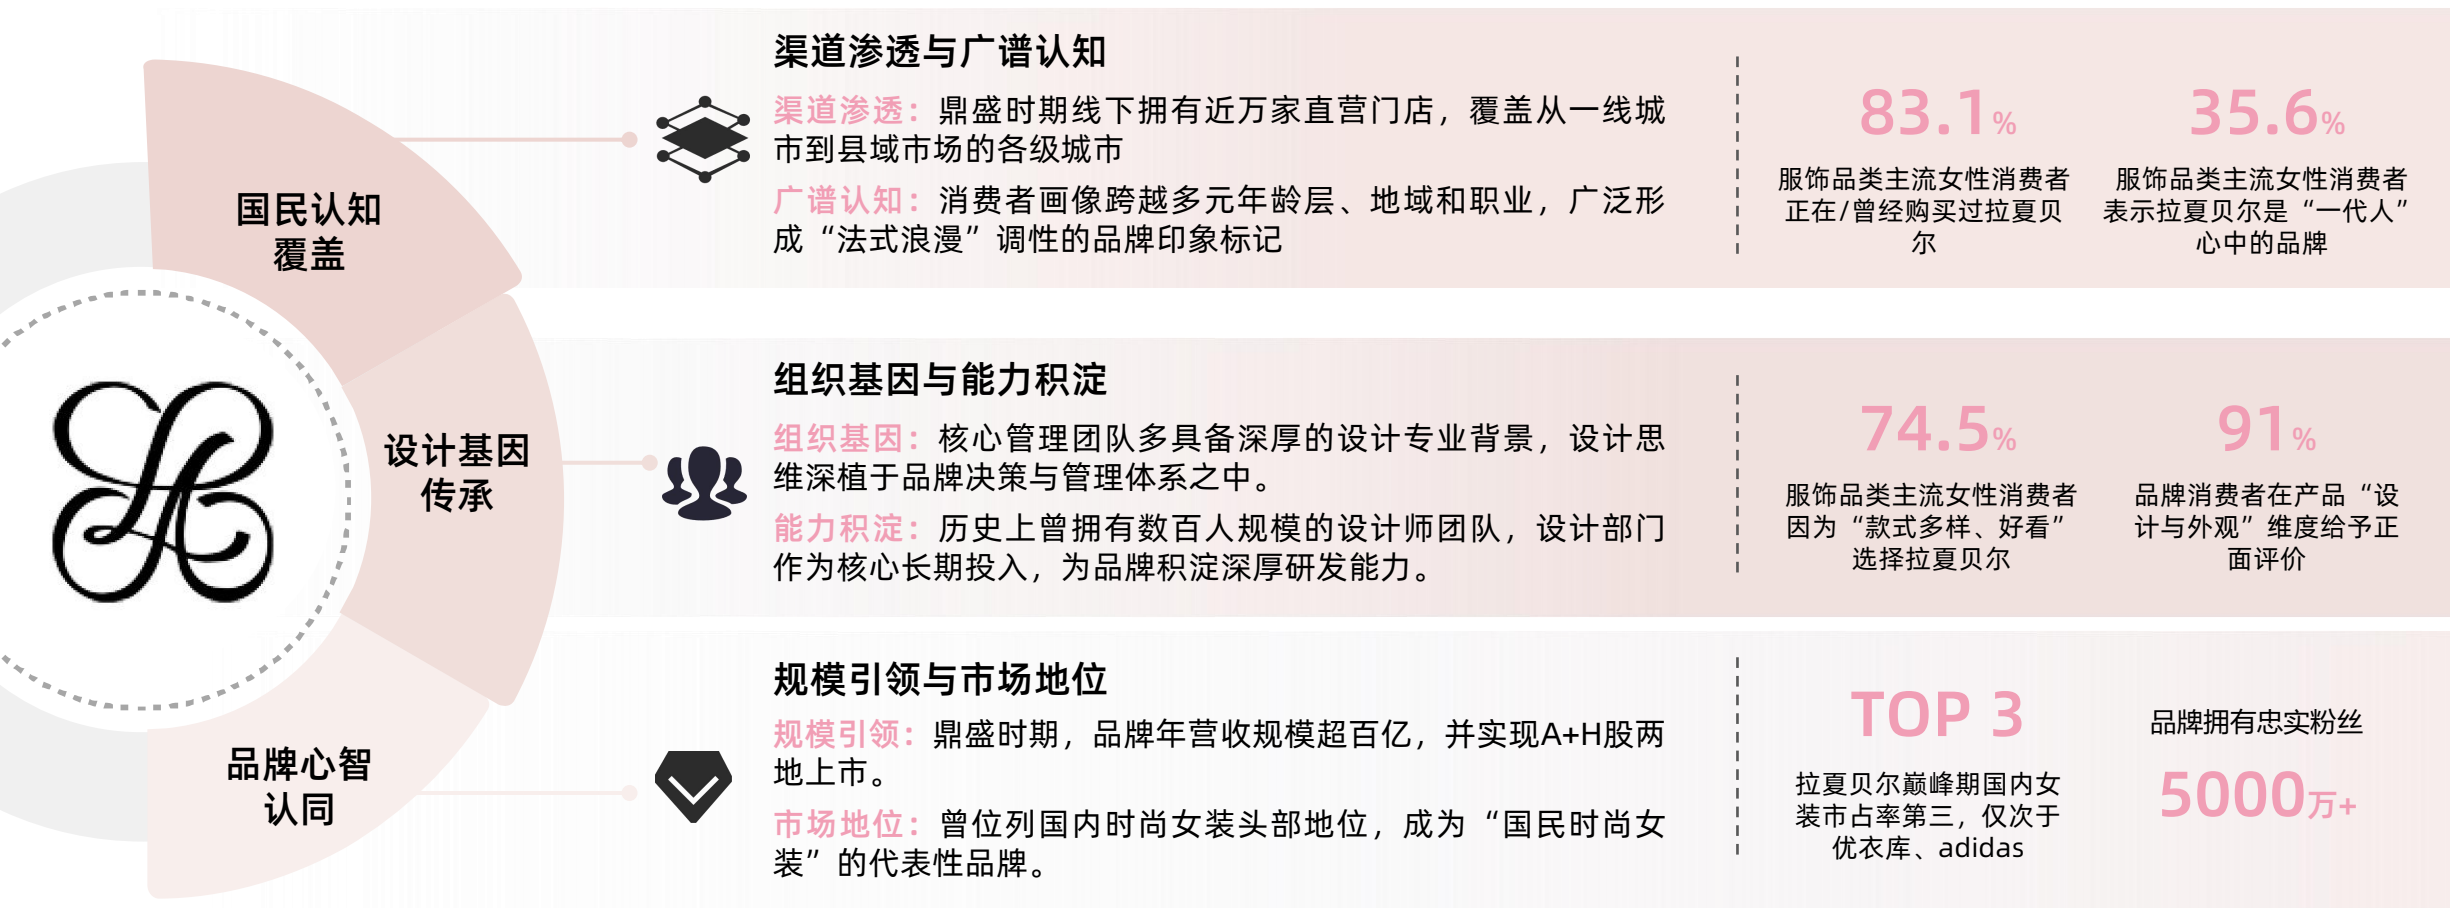 国民认知
覆盖
渠道渗透与广谱认知
渠道渗透：鼎盛时期线下拥有近万家直营门店，覆盖从一线城
市到县域市场的各级城市
广谱认知：消费者画像跨越多元年龄层、地域和职业，广泛形
成“法式浪漫”调性的品牌印象标记
83.1%
服饰品类主流女性消费者
正在/曾经购买过拉夏贝
尔
35.6%
服饰品类主流女性消费者
表示拉夏贝尔是“一代人”
心中的品牌
设计基因
传承
组织基因与能力积淀
组织基因：核心管理团队多具备深厚的设计专业背景，设计思
维深植于品牌决策与管理体系之中。
能力积淀：历史上曾拥有数百人规模的设计师团队，设计部门
作为核心长期投入，为品牌积淀深厚研发能力。
74.5%
服饰品类主流女性消费者
因为“款式多样、好看”
选择拉夏贝尔
91%
品牌消费者在产品“设
计与外观”维度给予正
面评价
品牌心智
认同
规模引领与市场地位
规模引领：鼎盛时期，品牌年营收规模超百亿，并实现A+H股两
地上市。
市场地位：曾位列国内时尚女装头部地位，成为“国民时尚女
装”的代表性品牌。
TOP 3
拉夏贝尔巅峰期国内女
装市占率第三，仅次于
优衣库、adidas
品牌拥有忠实粉丝
5000万+